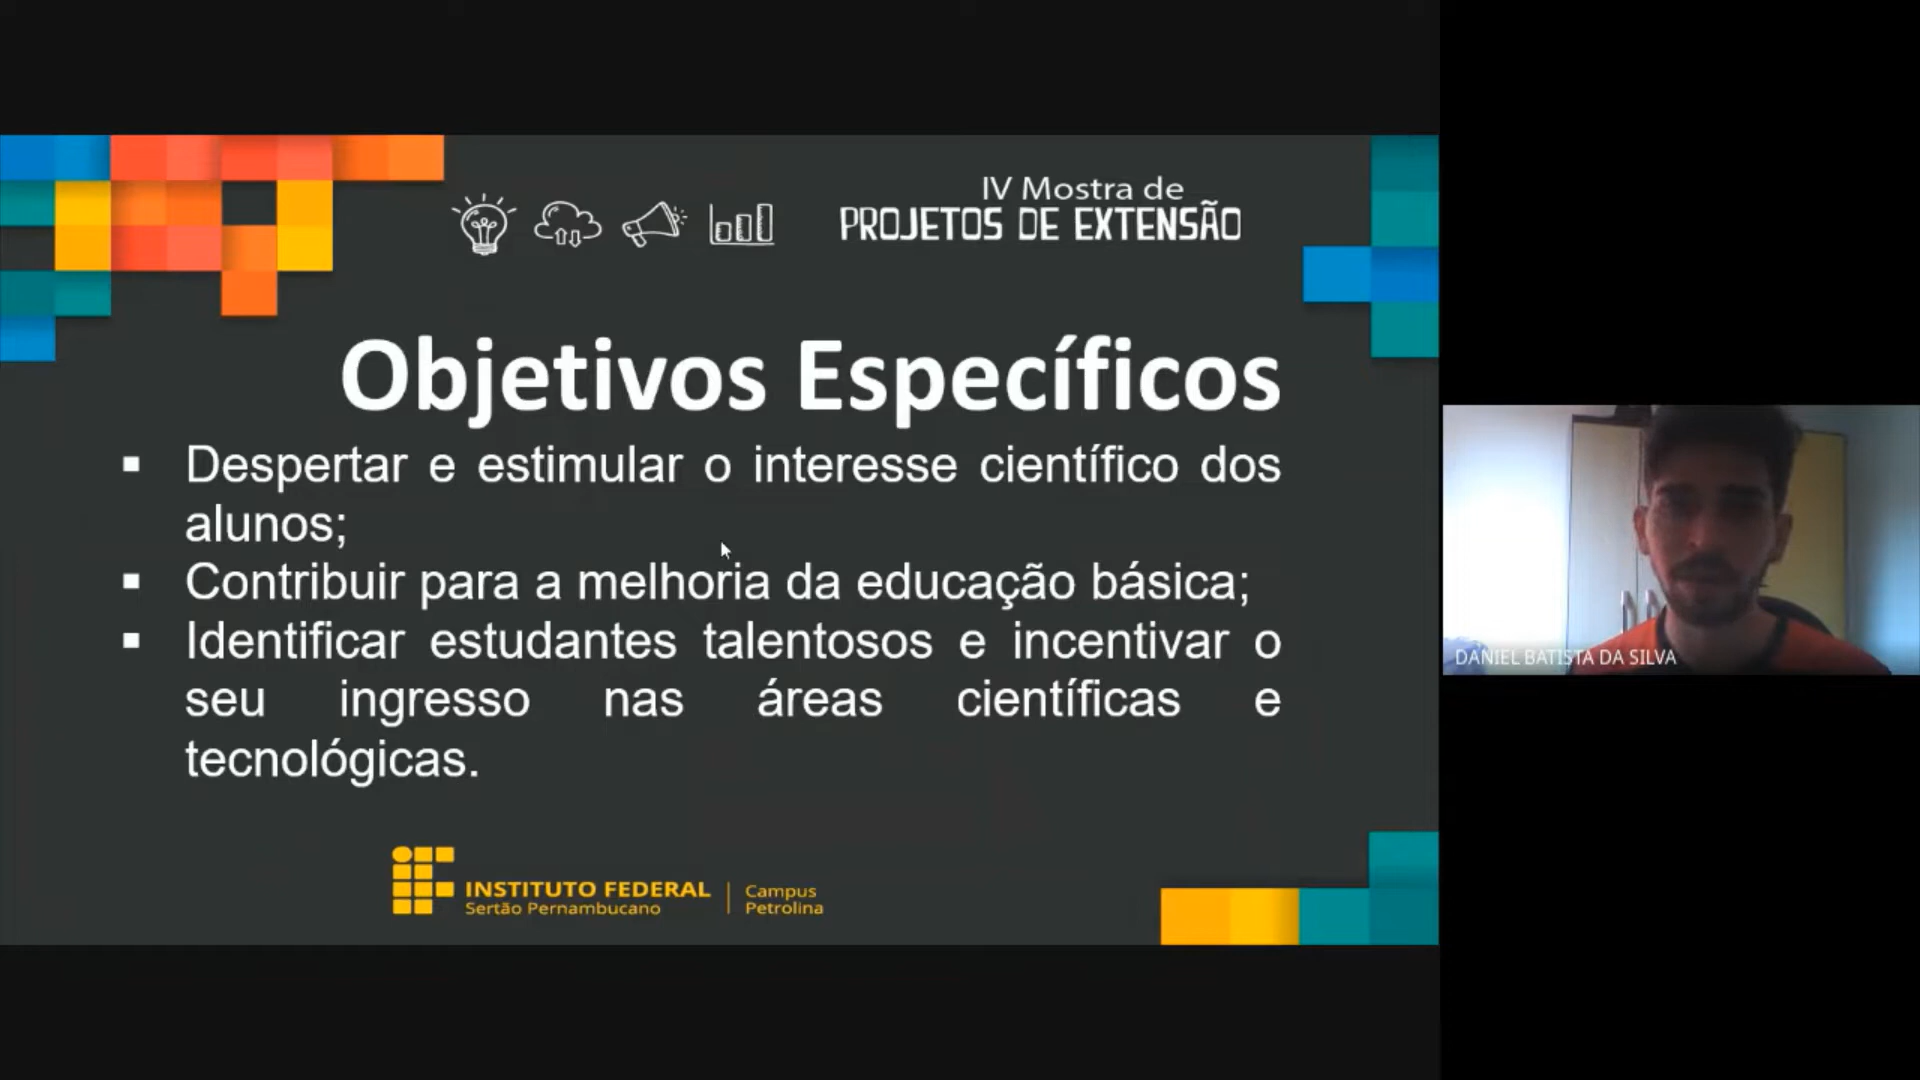 IV Mostra de
PROJETOS DE EXTENSÃO
Objetivos Específicos
▪ Despertar e estimular o interesse científico dos
alunos;
▪ Contribuir para a melhoria da educação básica;
▪ Identificar estudantes talentosos e incentivar o
seu ingresso nas áreas científicas e
tecnológicas.
DANIEL BATISTA DA SILVA
INSTITUTO FEDERAL
Sertão Pernambucano
Campus
Petrolina